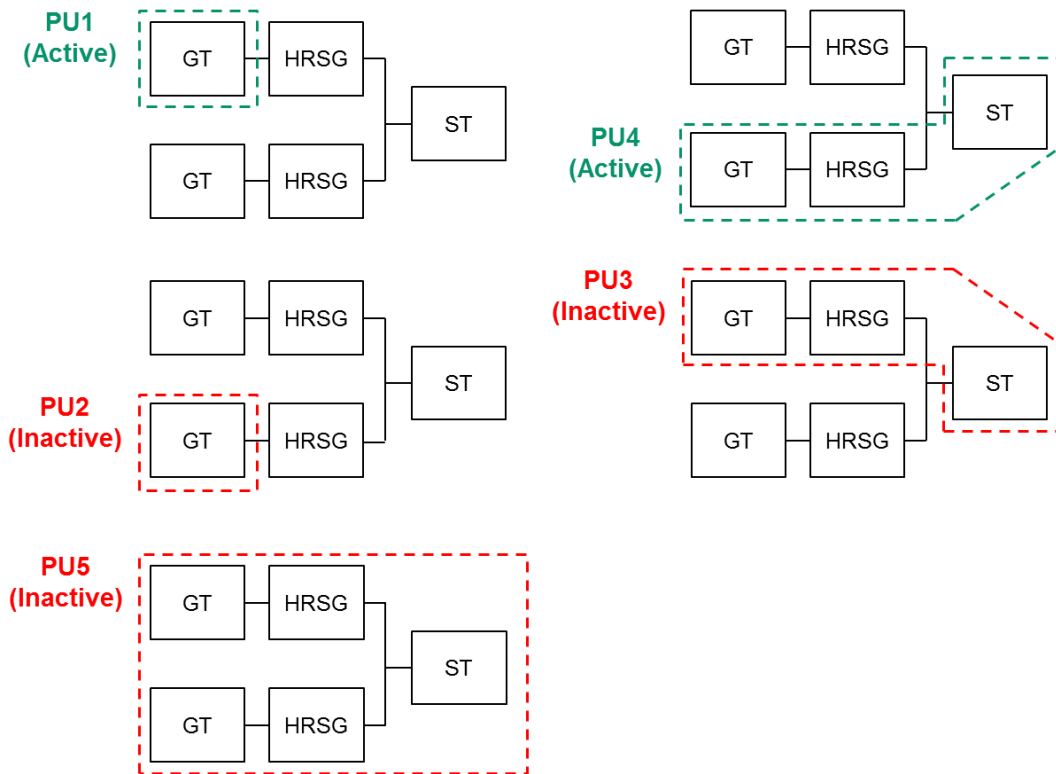 PU1
(Active)
GT
HRSG
ST
GT
HRSG
GT
HRSG
ST
PU4
(Active)
GT
HRSG
GT
HRSG
ST
PU2
(Inactive)
GT
HRSG
PU3
(Inactive)
GT
HRSG
ST
GT
HRSG
PU5
(Inactive)
GT
HRSG
ST
GT
HRSG